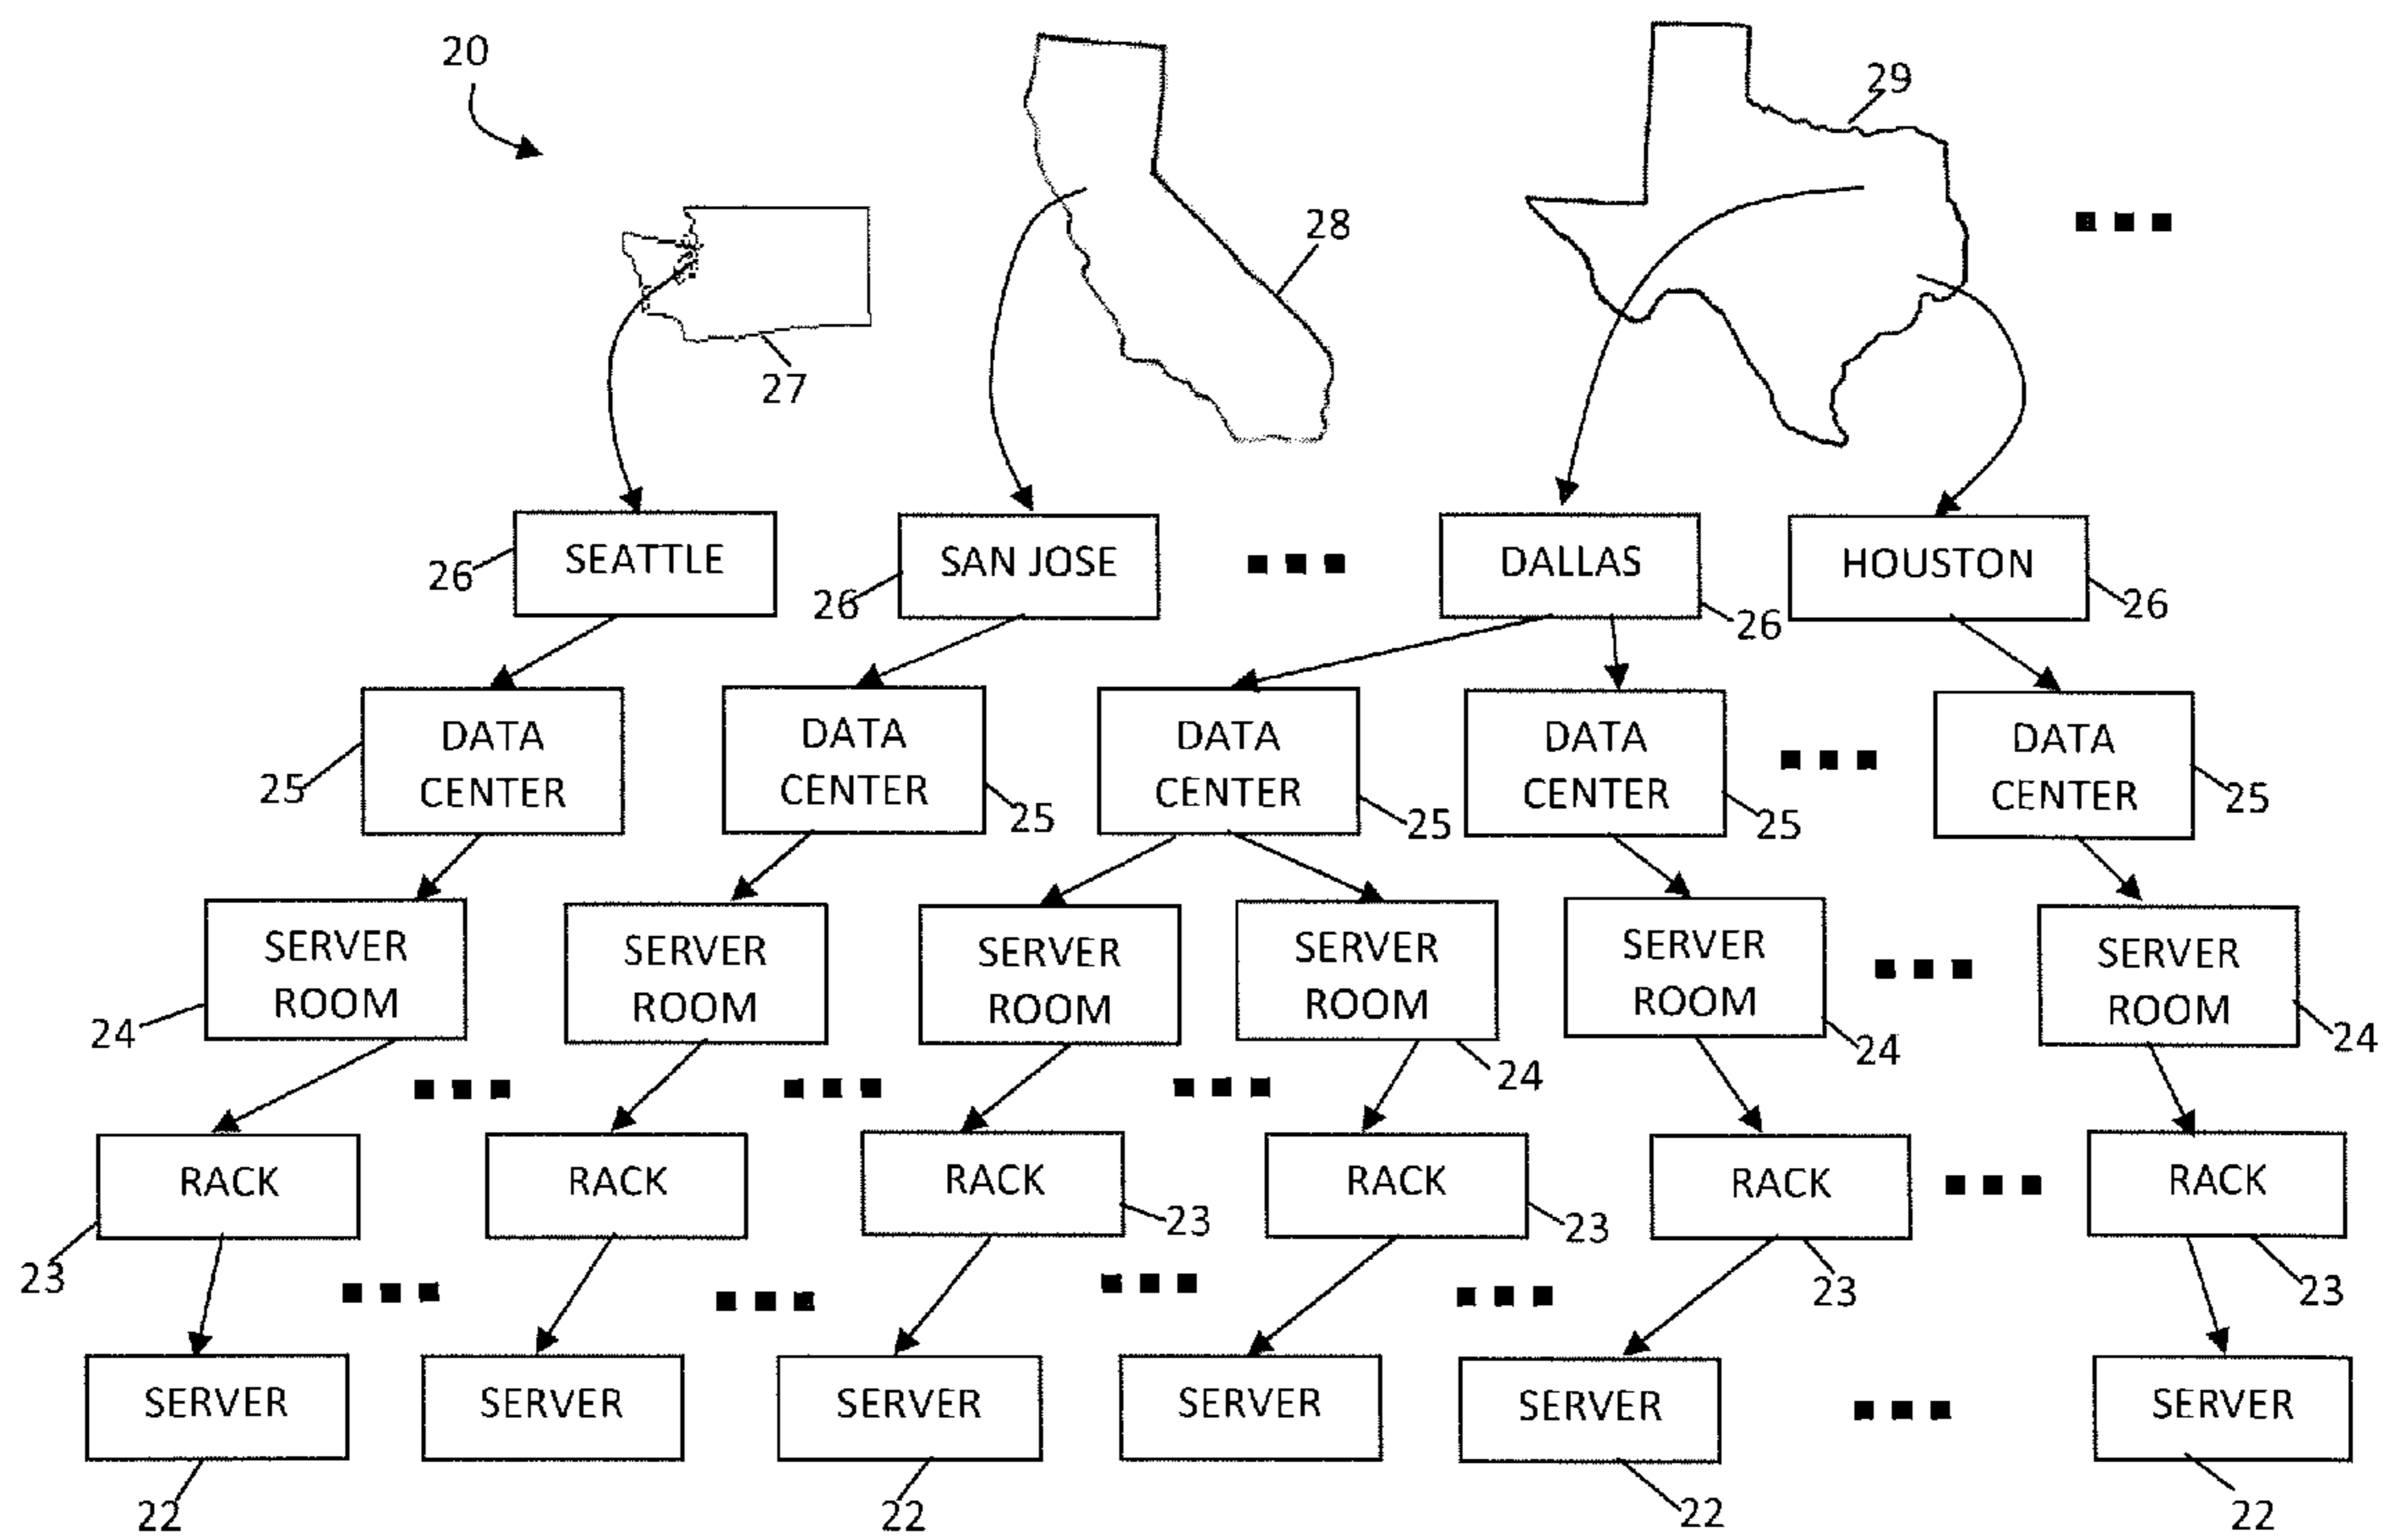 20
29
28
27
SEATTLE
SAN JOSE
DALLAS
HOUSTON
26
26
26
26
DATA
CENTER
DATA
CENTER
DATA
CENTER
DATA
CENTER
DATA
CENTER
25
25
25
25
25
SERVER
ROOM
SERVER
ROOM
SERVER
ROOM
SERVER
ROOM
SERVER
ROOM
SERVER
ROOM
24
24
24
24
RACK
RACK
RACK
RACK
RACK
RACK
23
23
23
23
23
SERVER
SERVER
SERVER
SERVER
SERVER
SERVER
22
22
22
22